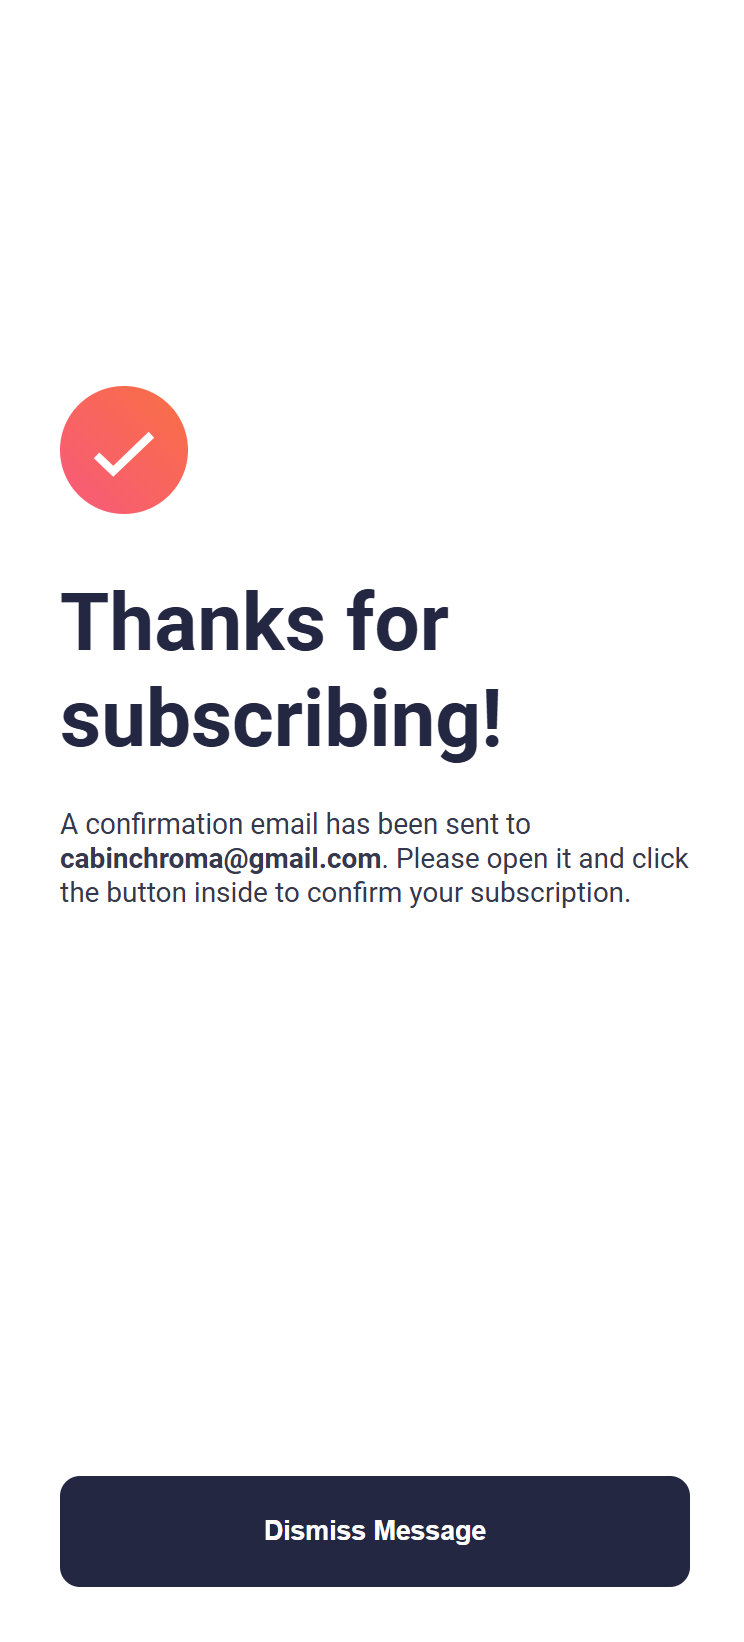 Thanks for
subscribing!
A confirmation email has been sent to
cabinchroma@gmail.com. Please open it and click
the button inside to confirm your subscription.
Dismiss Message